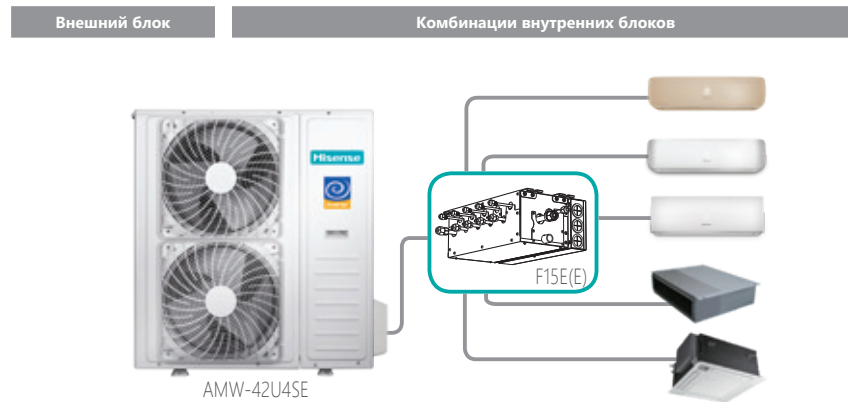 Внешний блок
Комбинации внутренних блоков
Hisense
F15E(E)
AMW-42U4SE